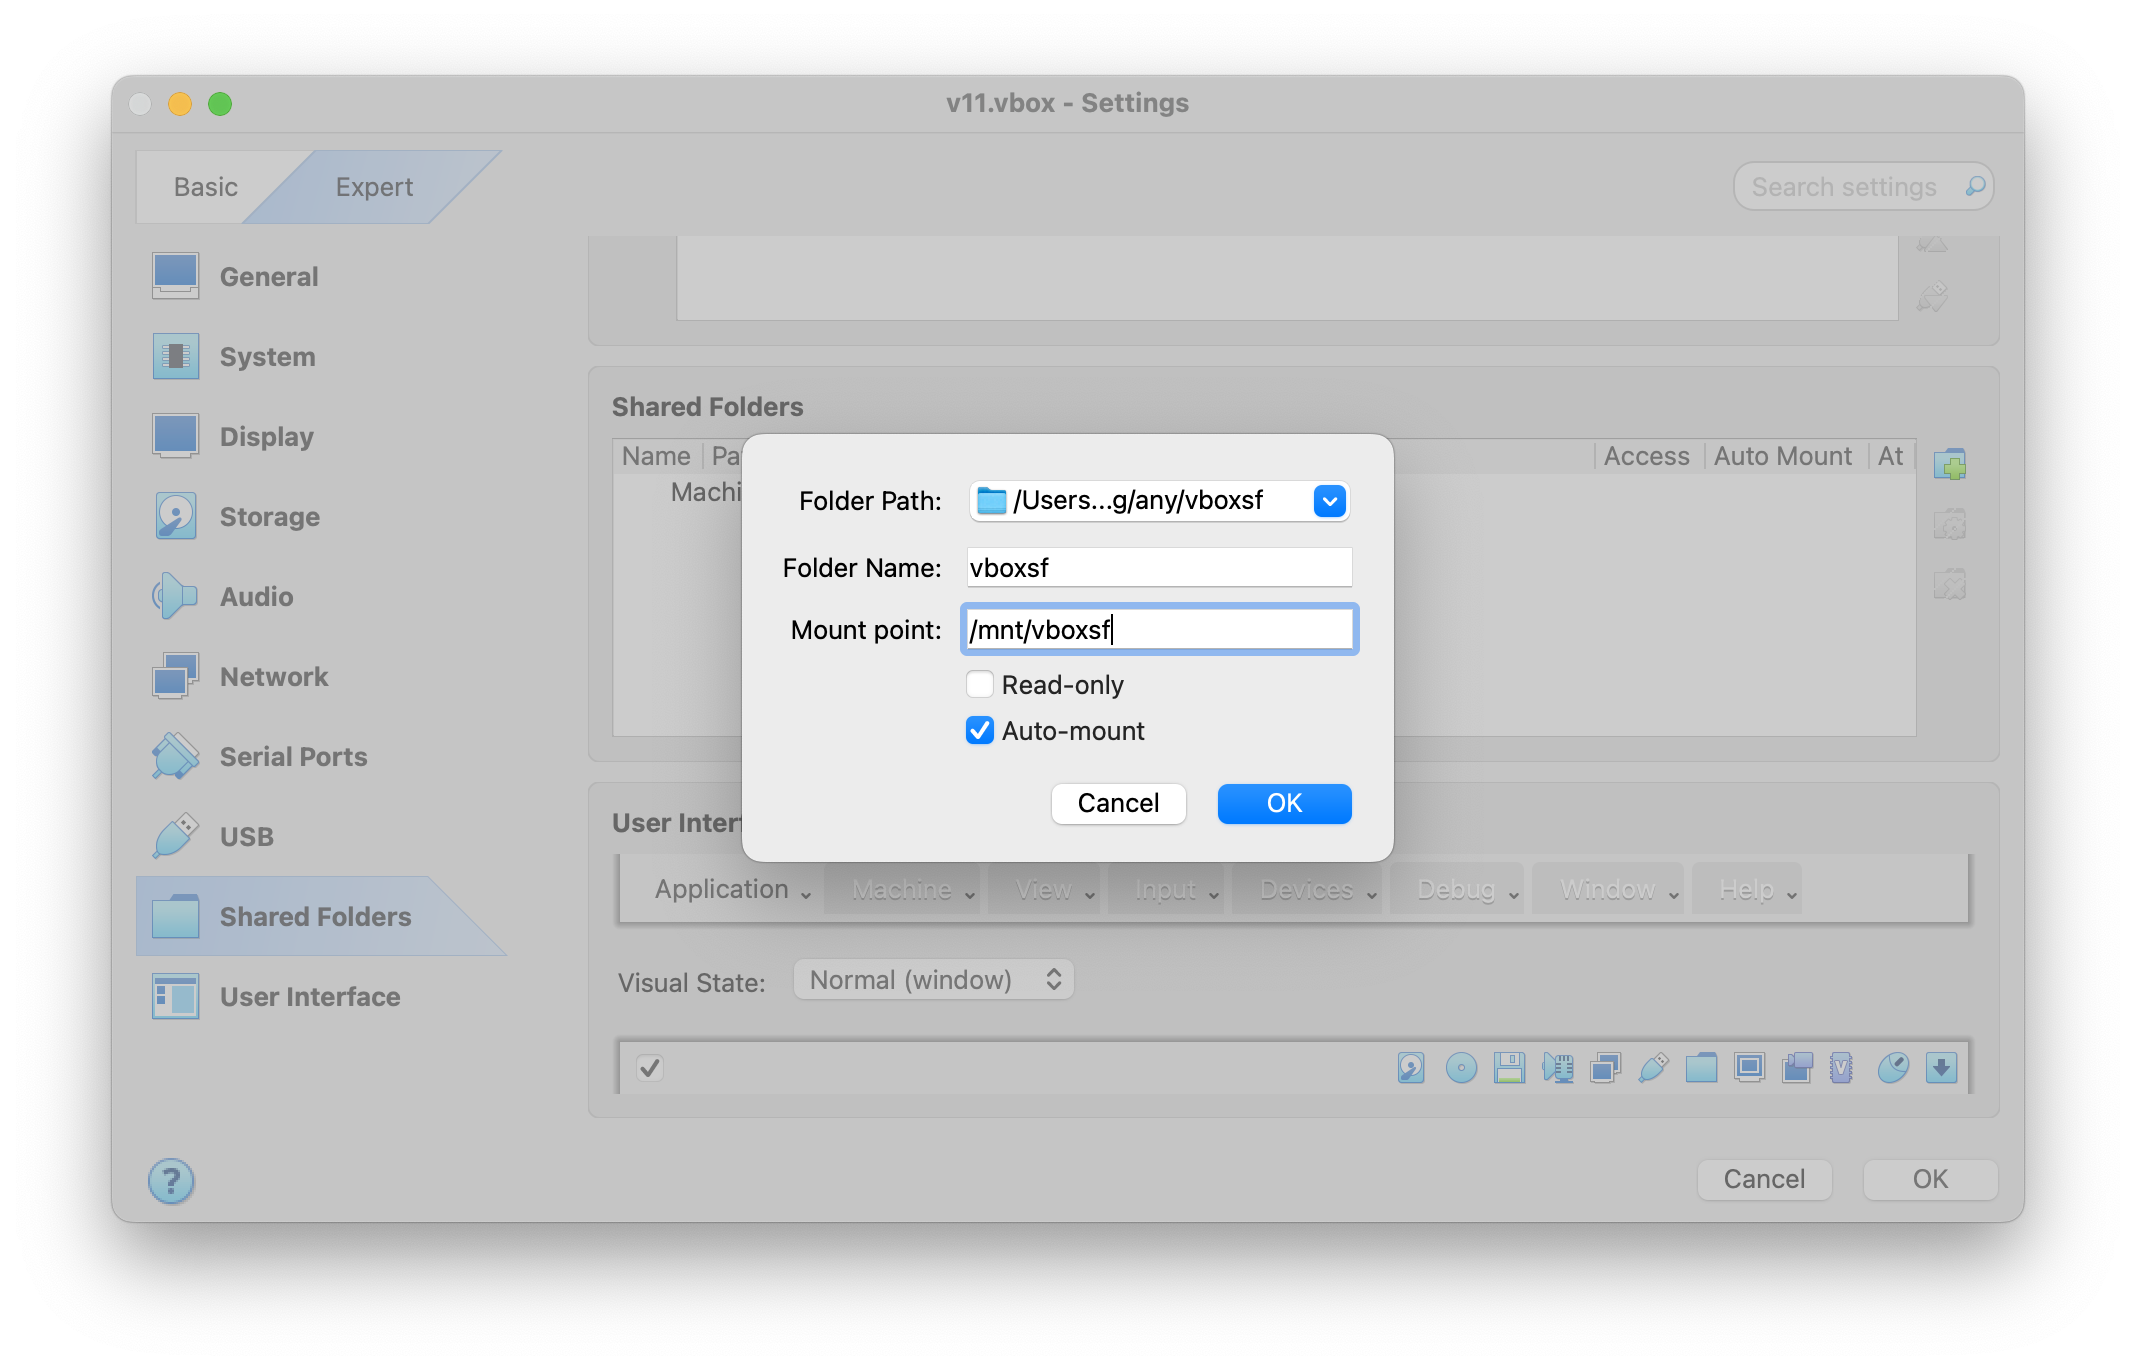 v11.vbox - Settings
Basic
Expert
Search settings
General
System
Display
Storage
Audio
Network
Serial Ports
USB
Shared Folders
User Interface
Shared Folders
Name
Access
Auto Mount
At
Folder Path:
/Users...g/any/vboxsf
Folder Name:
vboxsf
Mount point:
/mnt/vboxsf
Read-only
Auto-mount
Cancel
OK
User
Application
Machine
View
Input
Devices
Debug
Window
Help
Visual State:
Normal (window)
?
Cancel
OK